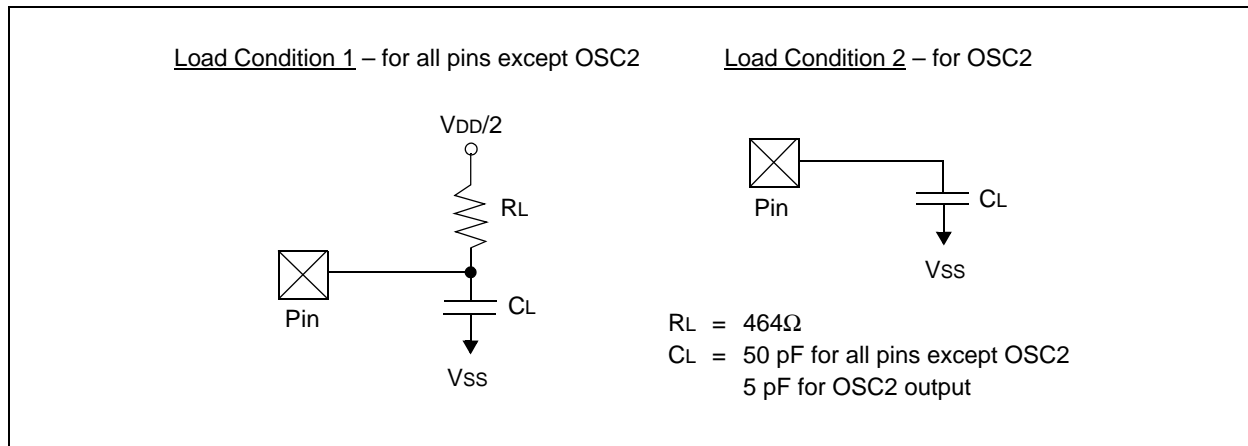 Load Condition 1 – for all pins except OSC2
VDD/2
RL
Pin
CL
VSS
Load Condition 2 – for OSC2
Pin
CL
VSS
RL = 464Ω
CL = 50 pF for all pins except OSC2
5 pF for OSC2 output